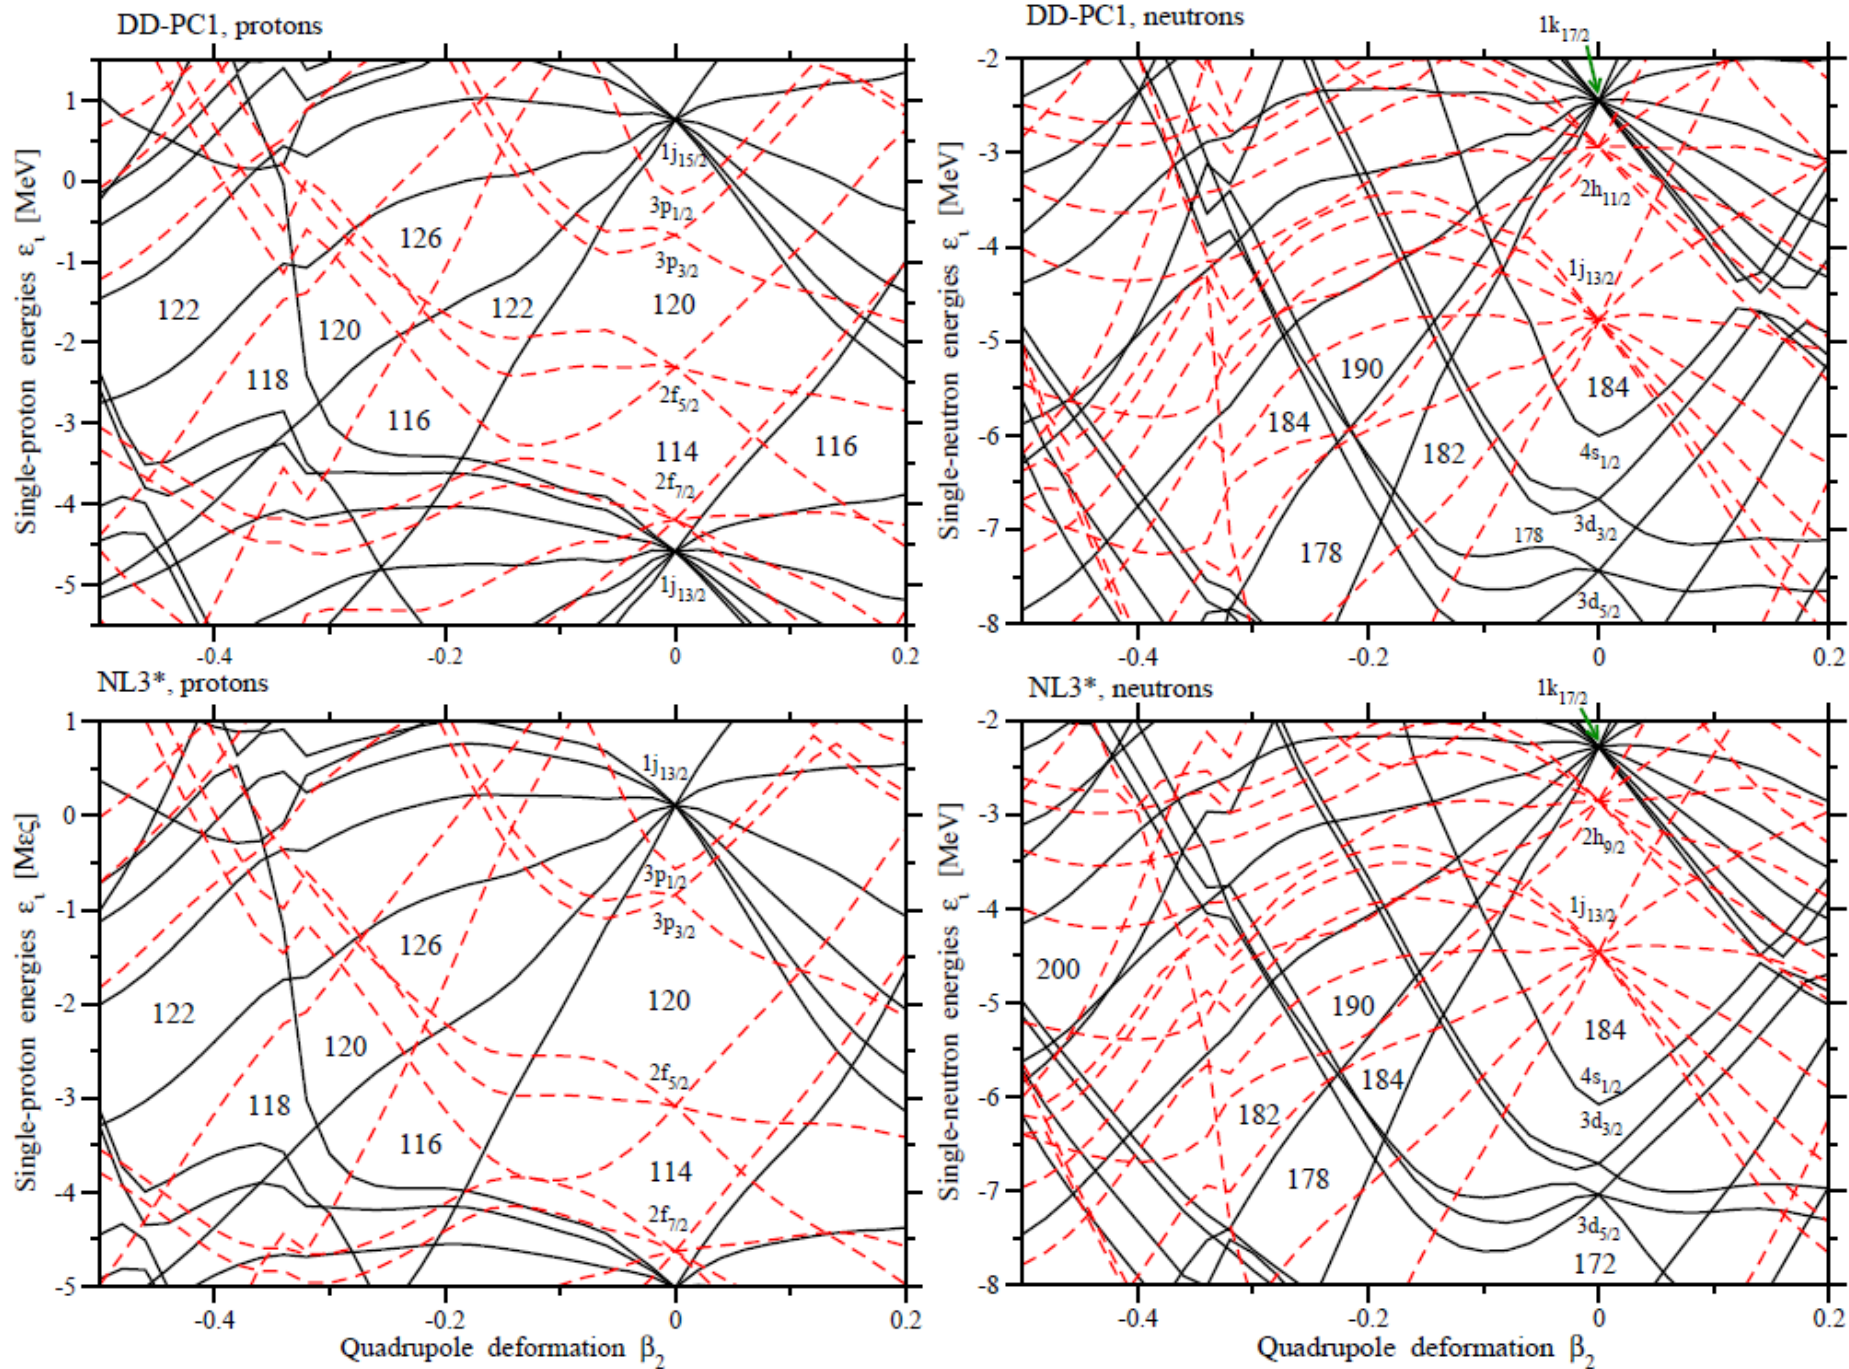 DD-PC1, protons
Single-proton energies ε_ι [MeV]
1
0
-1
-2
-3
-4
-5
1j15/2
3p1/2
126
3p3/2
122
122
120
120
118
2f5/2
116
114
116
2f7/2
1j13/2
-0.4
-0.2
0
0.2
DD-PC1, neutrons
1k17/2
Single-neutron energies ε_ι [MeV]
-2
-3
-4
-5
-6
-7
-8
2h11/2
1j13/2
190
184
184
182
4s1/2
3d3/2
178
178
3d5/2
-0.4
-0.2
0
0.2
NL3*, protons
Single-proton energies ε_ι [Mες]
1
0
-1
-2
-3
-4
-5
1j13/2
3p1/2
3p3/2
126
122
120
120
2f5/2
118
116
114
2f7/2
-0.4
-0.2
0
0.2
Quadrupole deformation β2
NL3*, neutrons
1k17/2
Single-neutron energies ε_ι [MeV]
-2
-3
-4
-5
-6
-7
-8
2h9/2
1j13/2
200
190
184
184
4s1/2
182
3d3/2
178
3d5/2
172
-0.4
-0.2
0
0.2
Quadrupole deformation β2